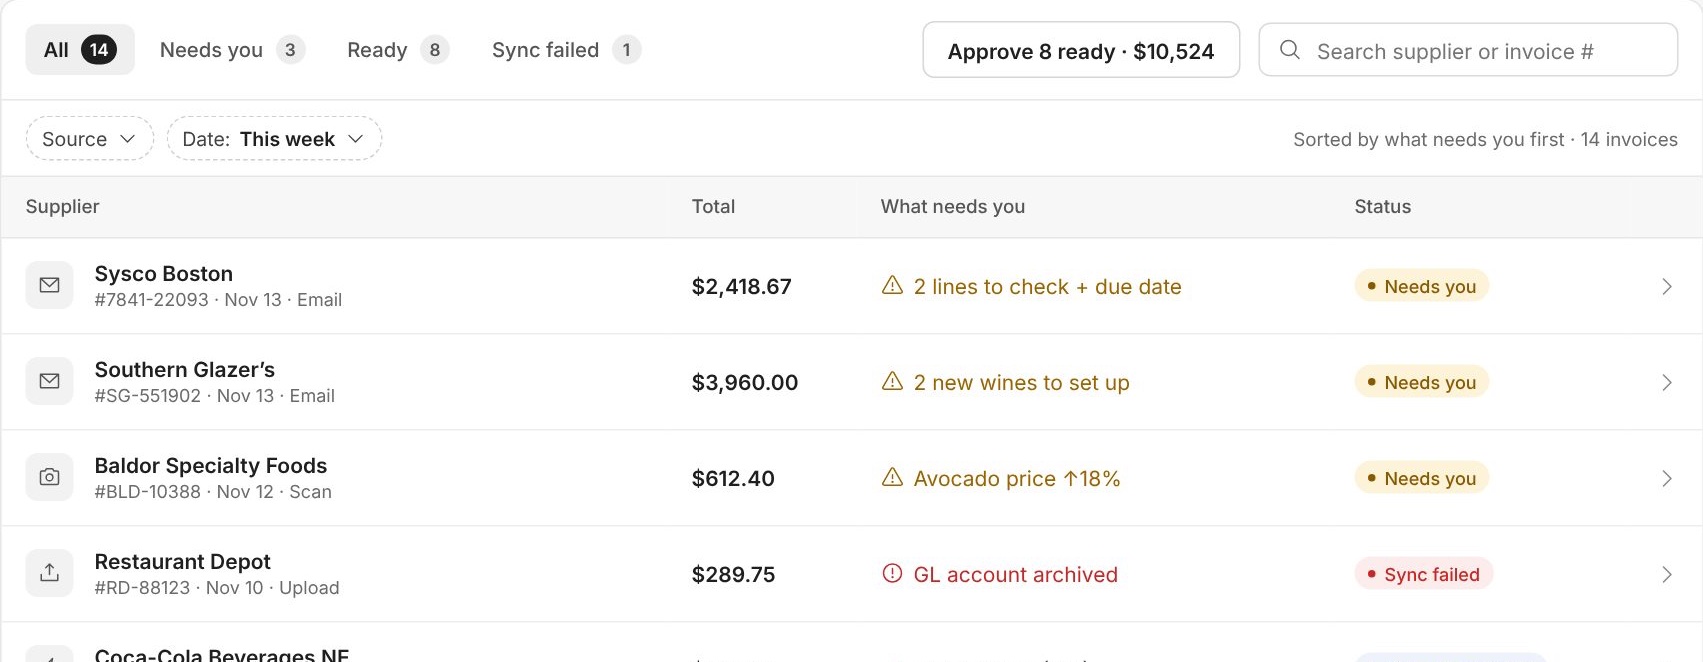 All 14 Needs you 3 Ready 8 Sync failed 1 Approve 8 ready · $10,524 Search supplier or invoice #
Source Date: This week Sorted by what needs you first · 14 invoices
Supplier Total What needs you Status
Sysco Boston
#7841-22093 · Nov 13 · Email
$2,418.67 2 lines to check + due date Needs you
Southern Glazer’s
#SG-551902 · Nov 13 · Email
$3,960.00 2 new wines to set up Needs you
Baldor Specialty Foods
#BLD-10388 · Nov 12 · Scan
$612.40 Avocado price ↑18% Needs you
Restaurant Depot
#RD-88123 · Nov 10 · Upload
$289.75 GL account archived Sync failed
Coca-Cola Beverages NE